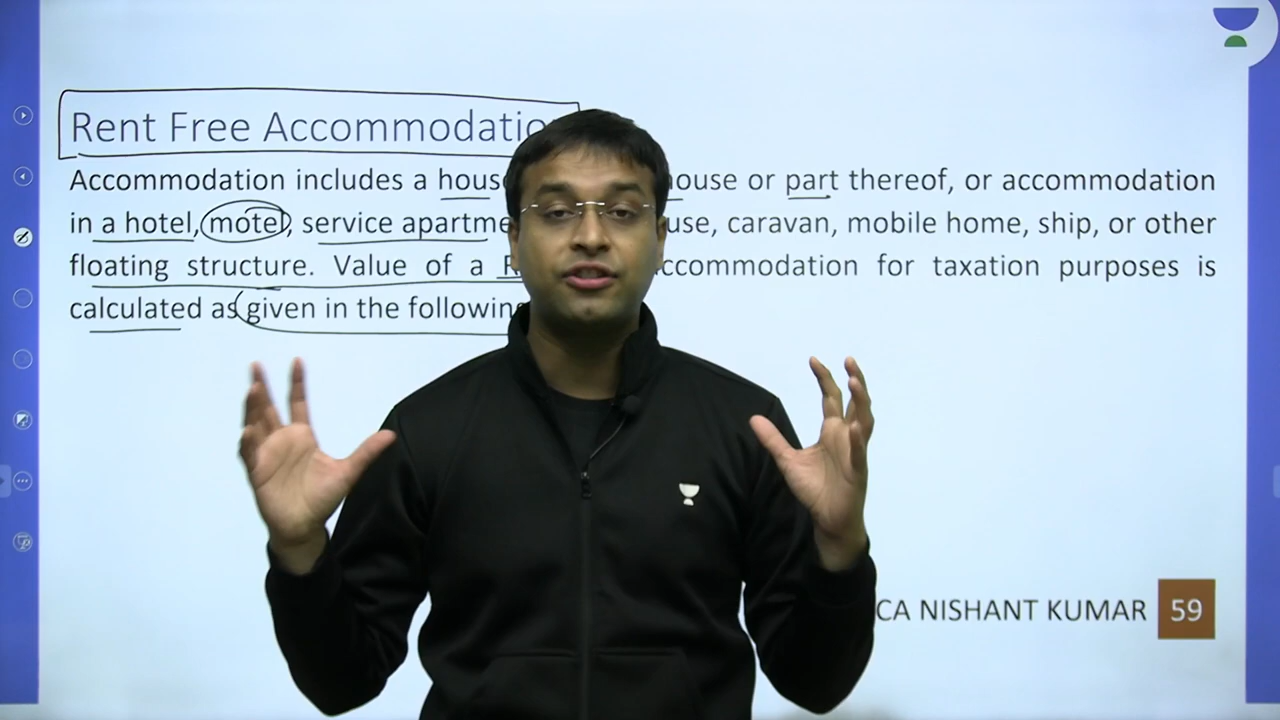 Rent Free Accommodatio
Accommodation includes a hous ouse or part thereof, or accommodation
in a hotel, motel, service apartme use, caravan, mobile home, ship, or other
floating structure. Value of a R ccommodation for taxation purposes is
calculated as given in the following
CA NISHANT KUMAR 59